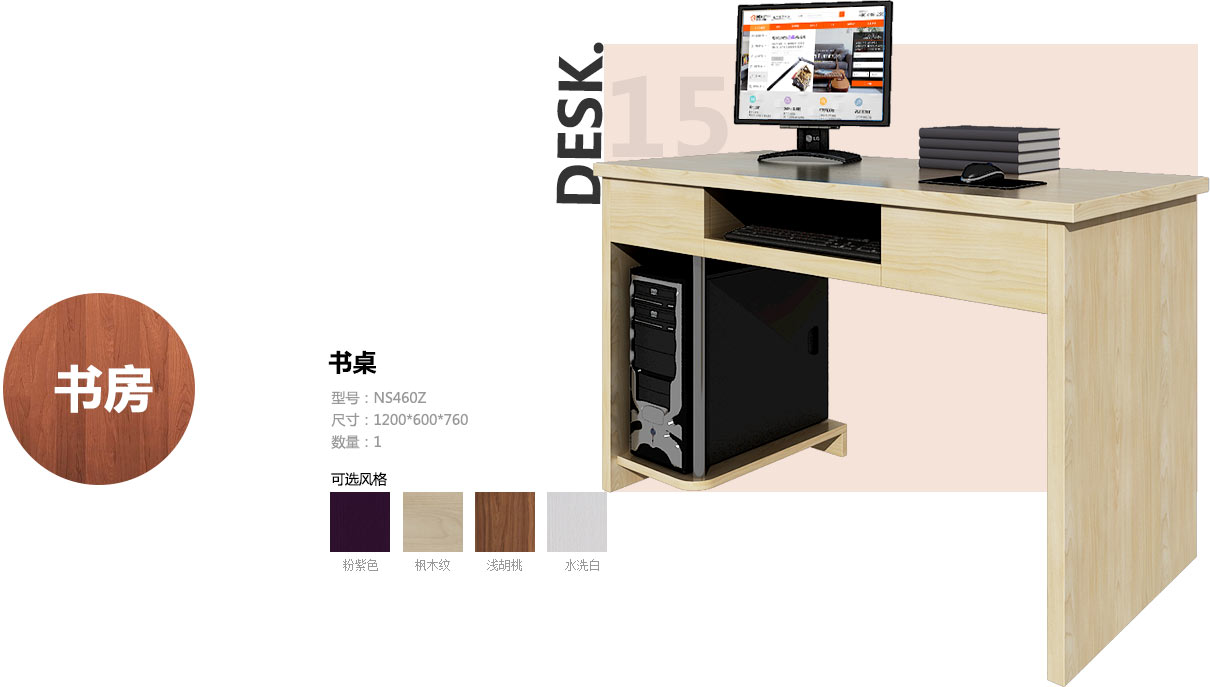 DESK.
15
书房
书桌
型号：NS460Z
尺寸：1200*600*760
数量：1
可选风格
粉紫色 枫木纹 浅胡桃 水洗白
LG